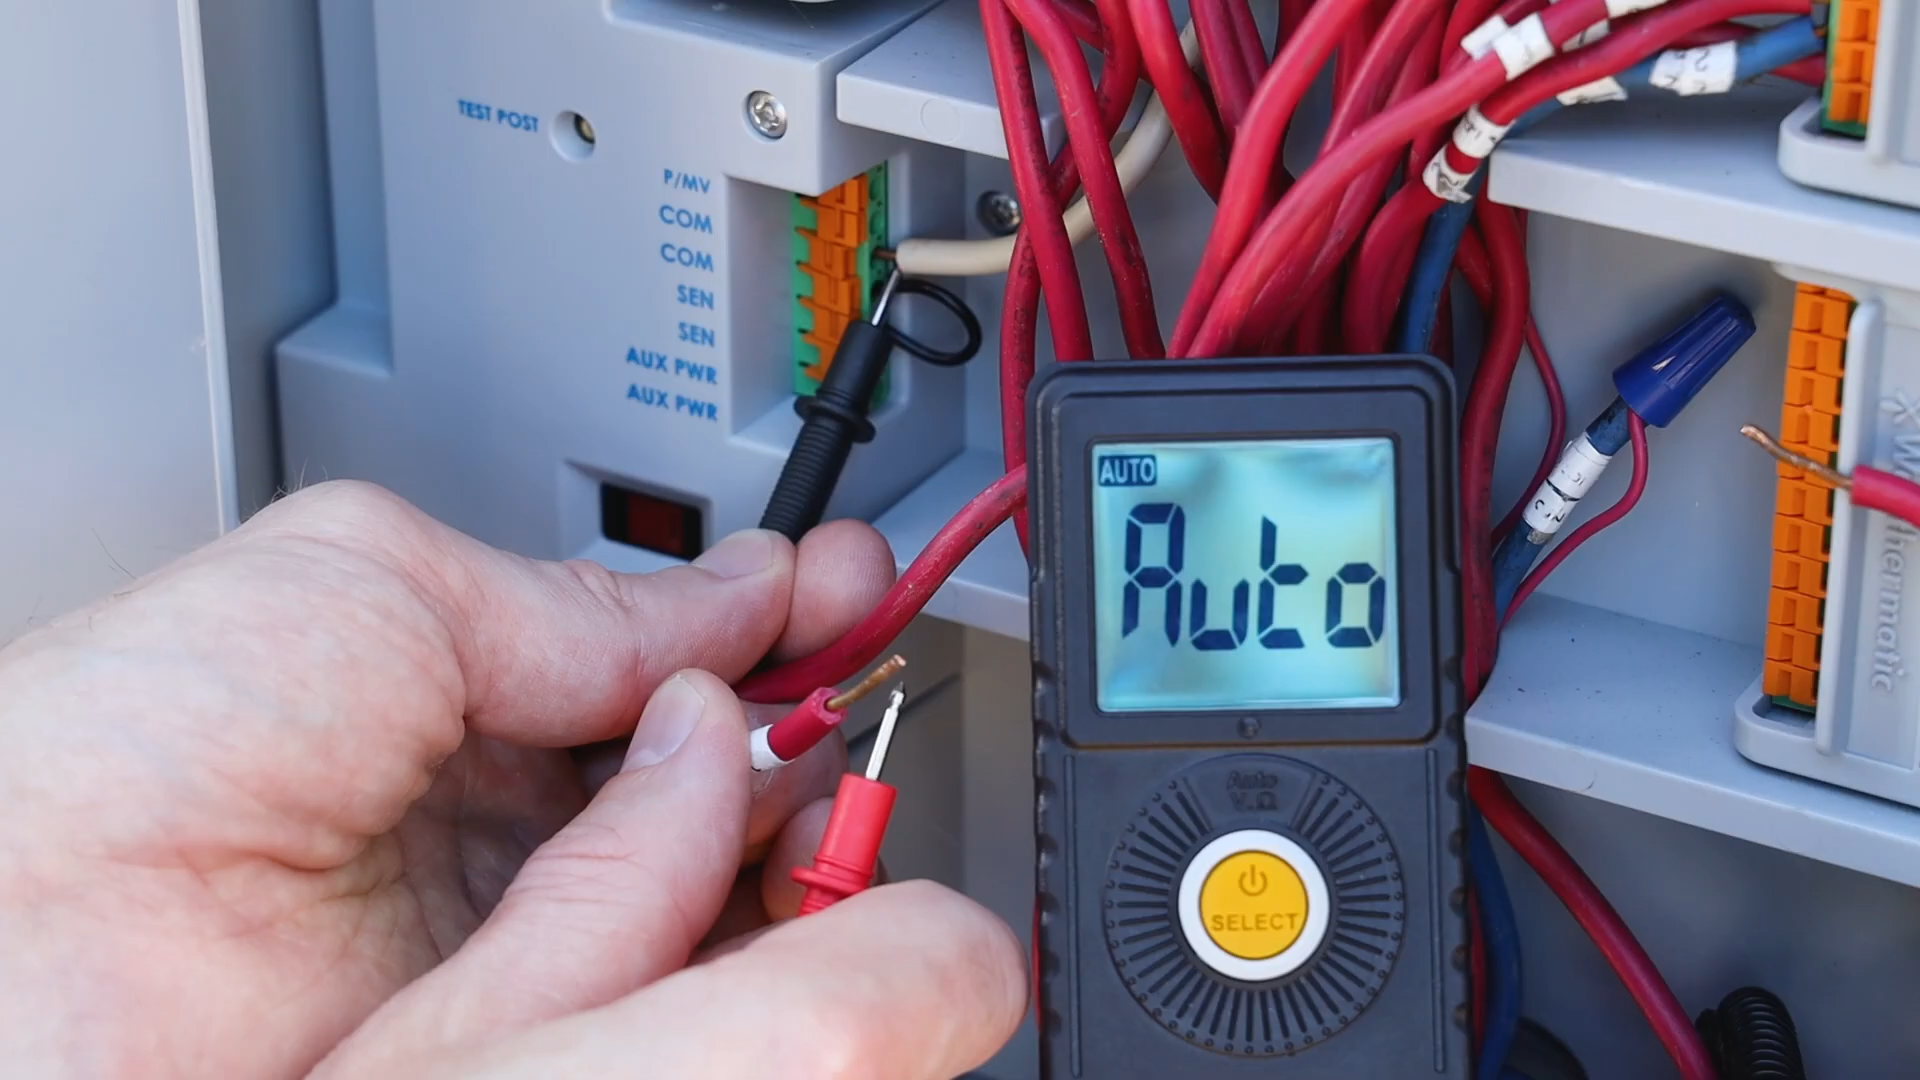 TEST POST
P/MV
COM
COM
SEN
SEN
AUX PWR
AUX PWR
AUTO
Auto
Auto
V.Ω
SELECT